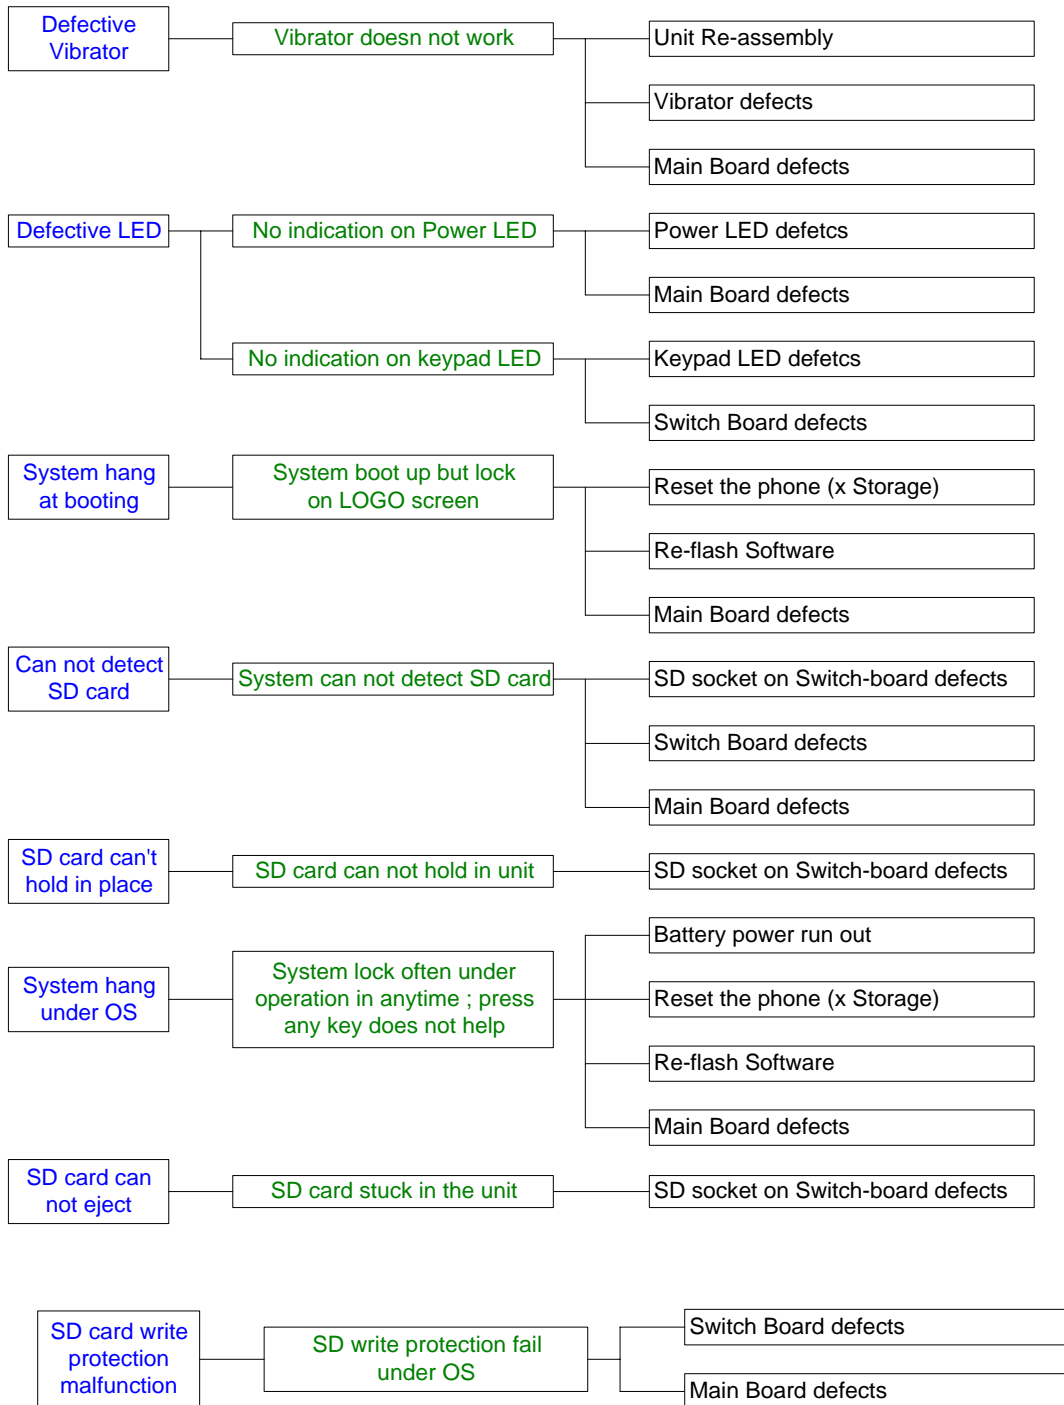 Defective
Vibrator
Vibrator doesn not work
Unit Re-assembly
Vibrator defects
Main Board defects
Defective LED
No indication on Power LED
Power LED defetcs
Main Board defects
No indication on keypad LED
Keypad LED defetcs
Switch Board defects
System hang
at booting
System boot up but lock
on LOGO screen
Reset the phone (x Storage)
Re-flash Software
Main Board defects
Can not detect
SD card
System can not detect SD card
SD socket on Switch-board defects
Switch Board defects
Main Board defects
SD card can't
hold in place
SD card can not hold in unit
SD socket on Switch-board defects
System hang
under OS
System lock often under
operation in anytime ; press
any key does not help
Battery power run out
Reset the phone (x Storage)
Re-flash Software
Main Board defects
SD card can
not eject
SD card stuck in the unit
SD socket on Switch-board defects
SD card write
protection
malfunction
SD write protection fail
under OS
Switch Board defects
Main Board defects